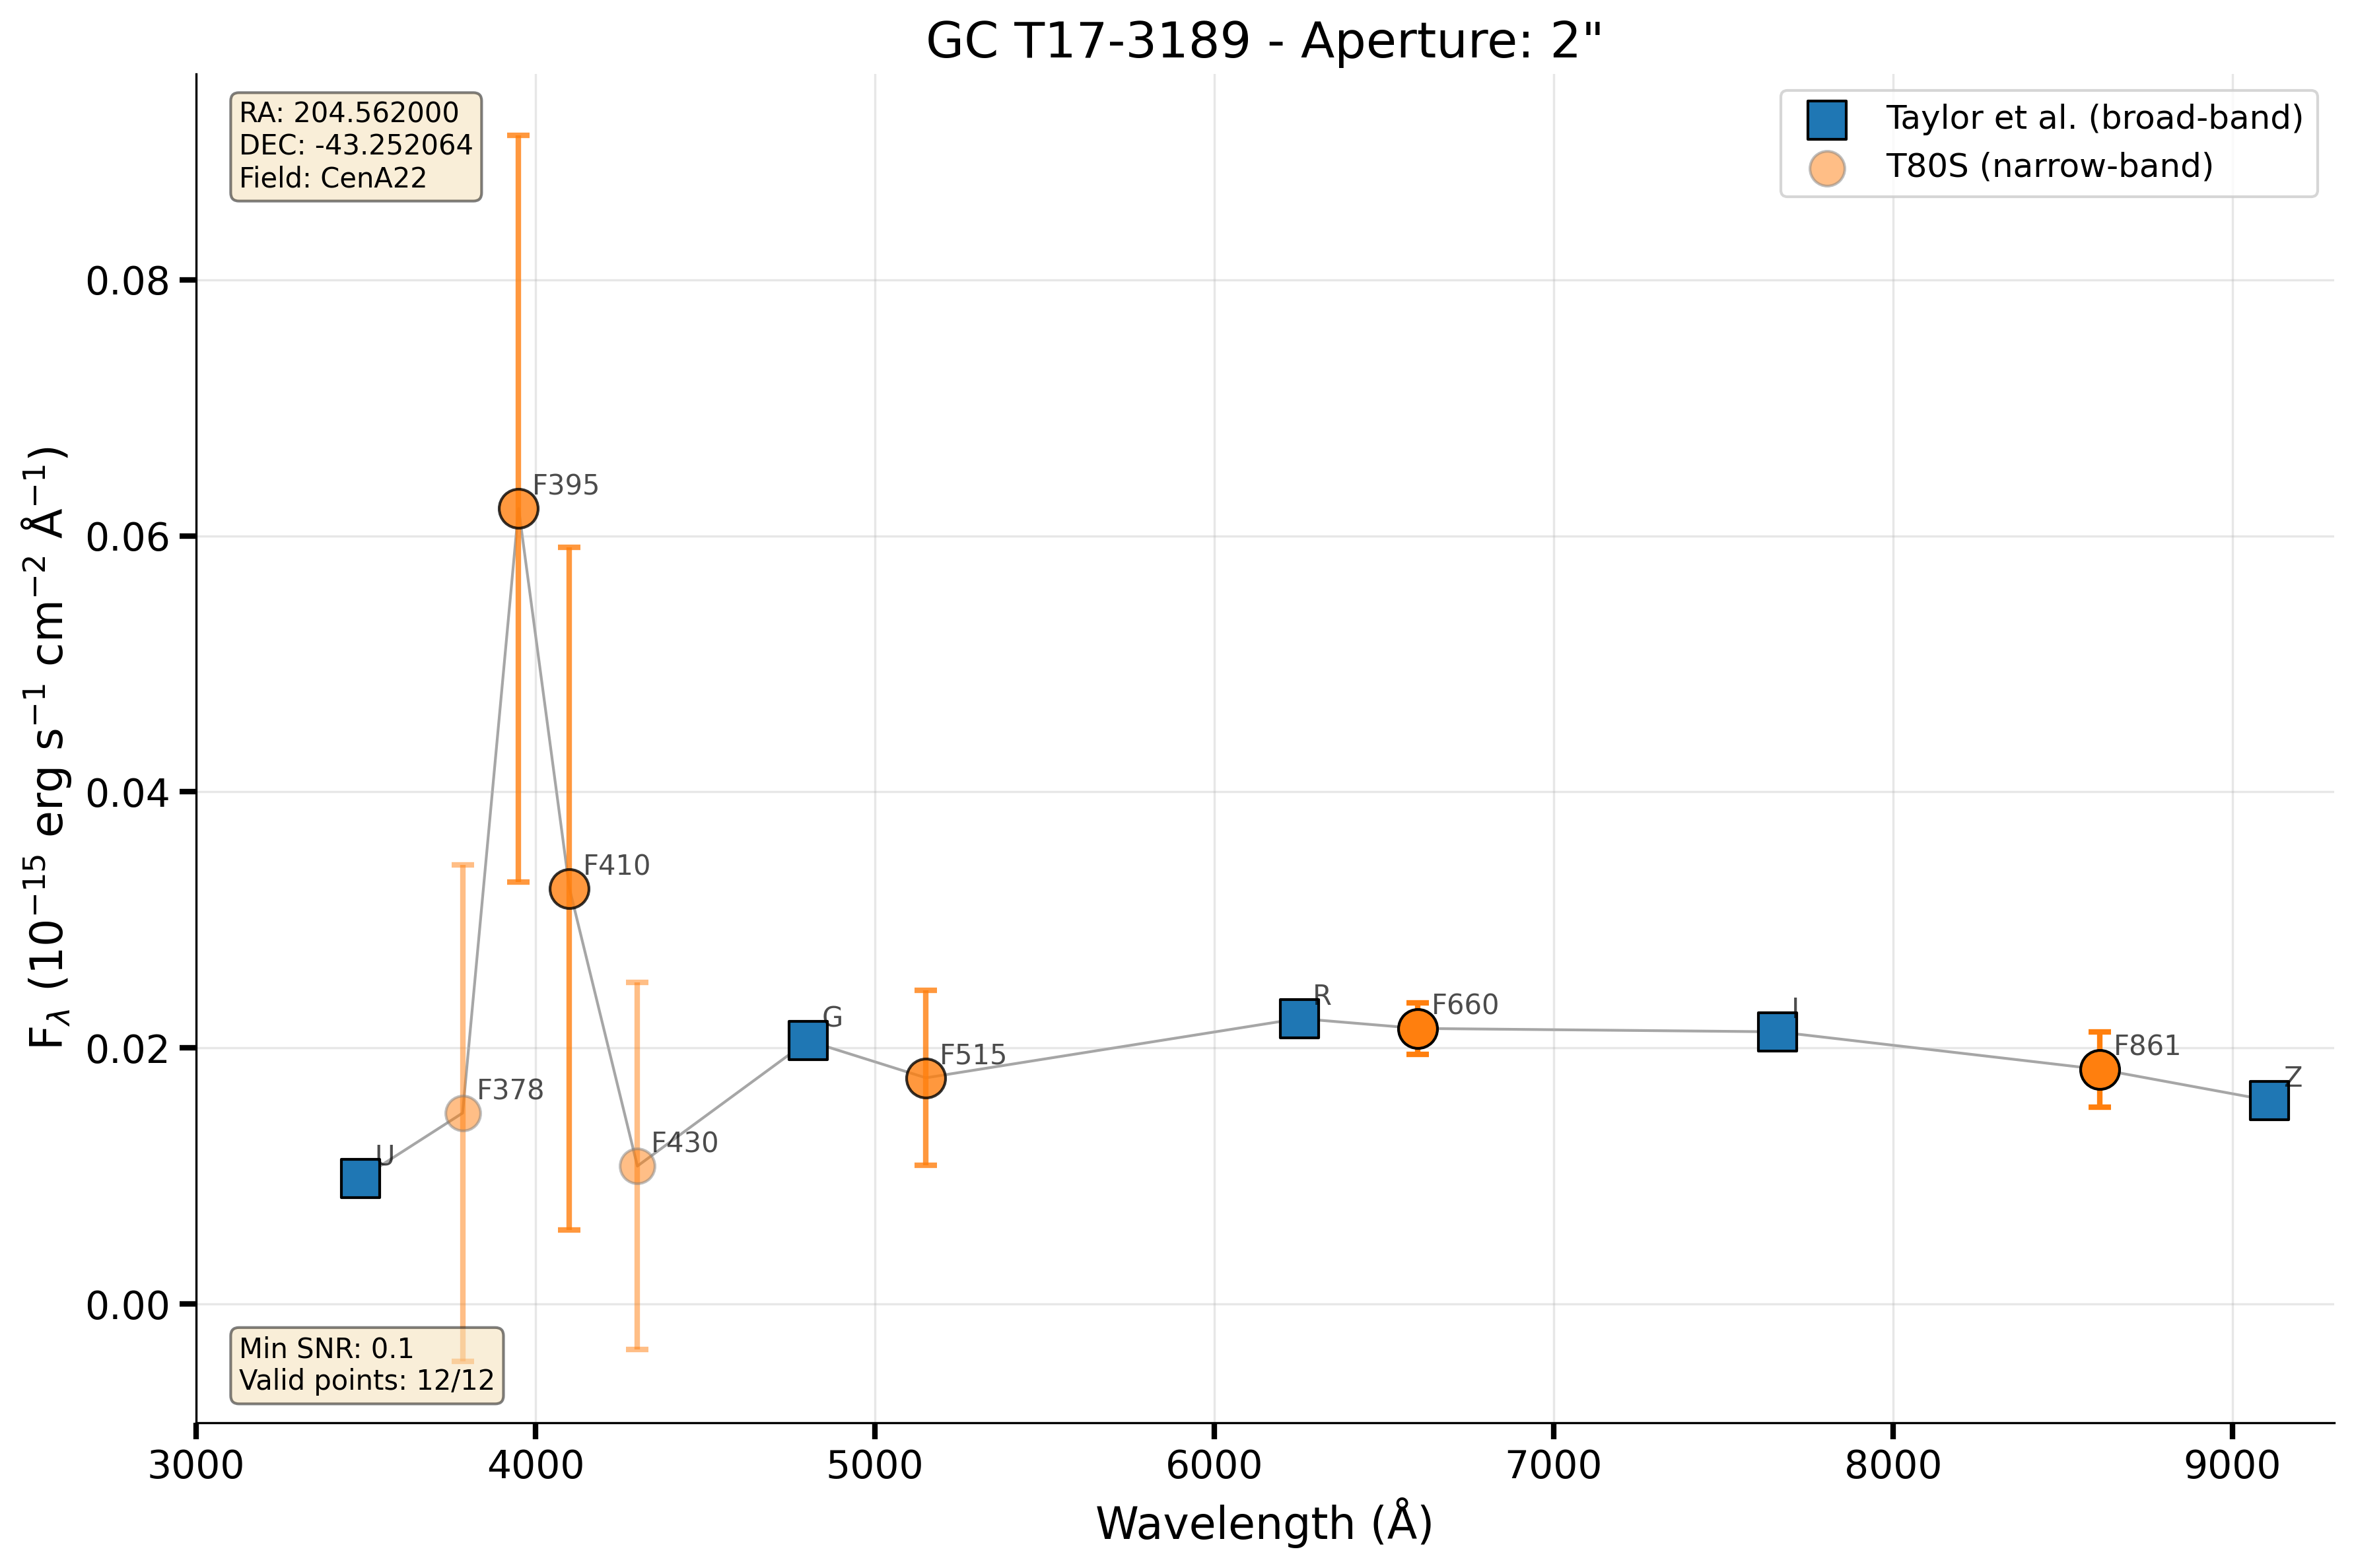 GC T17-3189 - Aperture: 2"
RA: 204.562000
DEC: -43.252064
Field: CenA22
Taylor et al. (broad-band)
T80S (narrow-band)
F_λ (10⁻¹⁵ erg s⁻¹ cm⁻² Å⁻¹)
0.08
0.06
0.04
0.02
0.00
U
F378
F395
F410
F430
G
F515
R
F660
I
F861
Z
Min SNR: 0.1
Valid points: 12/12
3000 4000 5000 6000 7000 8000 9000
Wavelength (Å)